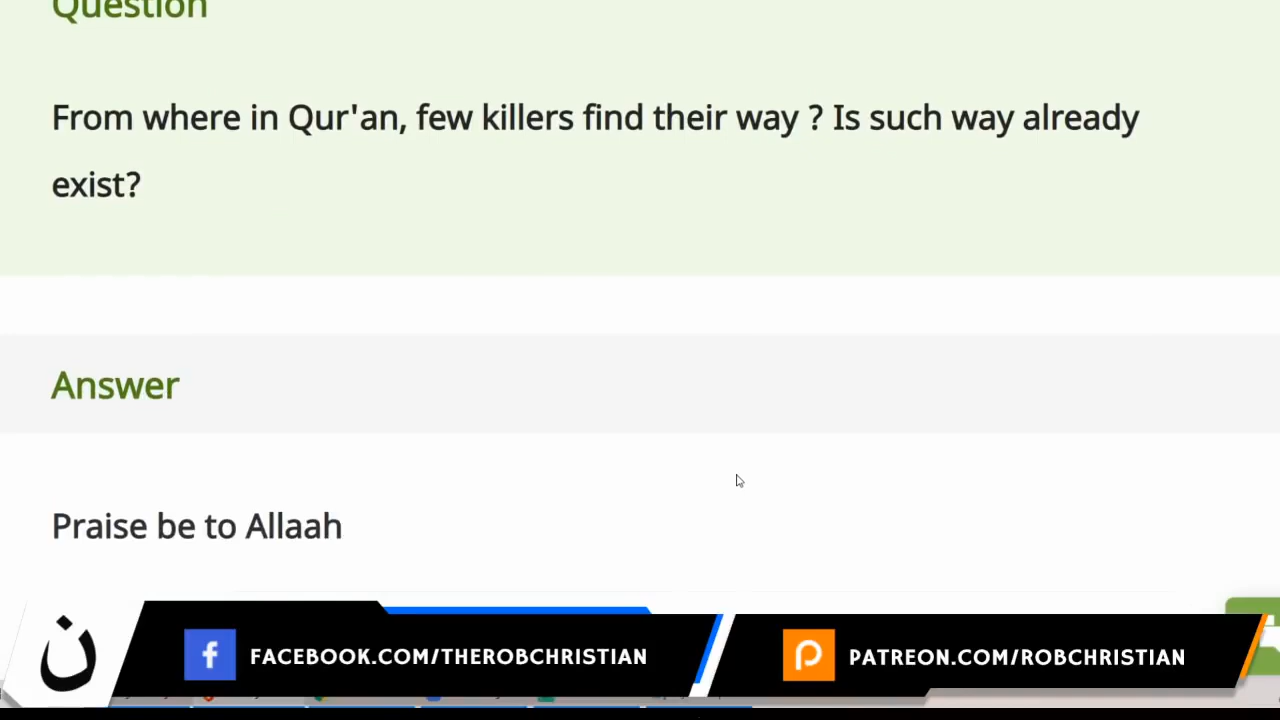 Question
From where in Qur'an, few killers find their way ? Is such way already
exist?
Answer
Praise be to Allaah
ن
f FACEBOOK.COM/THEROBCHRISTIAN
PATREON.COM/ROBCHRISTIAN